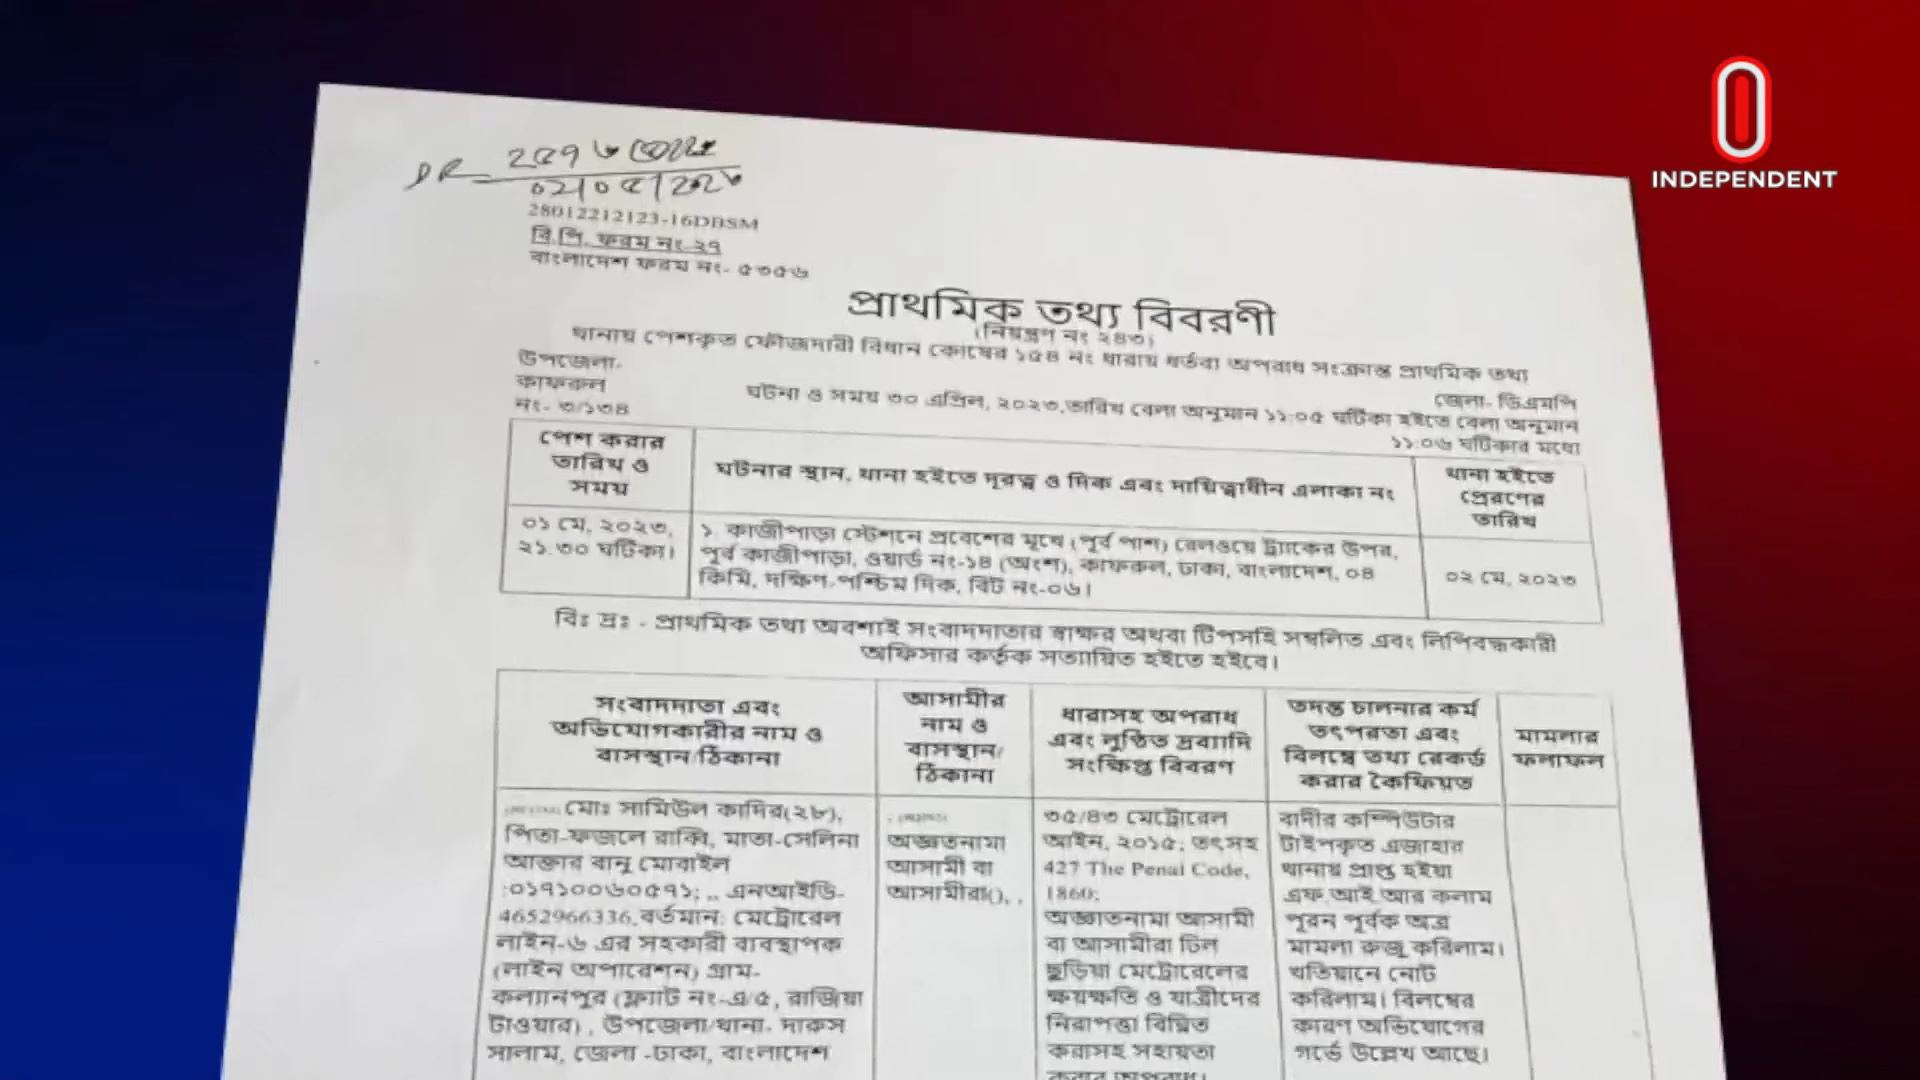 INDEPENDENT
DR
28012212123-16DBSM
বি.পি. ফরম নং-২৭
বাংলাদেশ ফরম নং- ৫৩৫৬
প্রাথমিক তথ্য বিবরণী
(নিয়ন্ত্রণ নং ২৪৩)
থানায় পেশকৃত ফৌজদারী বিধান কোষের ১৫৪ নং ধারায় ধর্তব্য অপরাধ সংক্রান্ত প্রাথমিক তথ্য
উপজেলা-
কাফরুল
নং- ৩/১৩৪
জেলা- ডিএমপি
ঘটনা ও সময় ৩০ এপ্রিল, ২০২৩,তারিখ বেলা অনুমান ১১:০৫ ঘটিকা হইতে বেলা অনুমান
১১:০৬ ঘটিকার মধ্যে
পেশ করার
তারিখ ও
সময়
ঘটনার স্থান, থানা হইতে দূরত্ব ও দিক এবং দায়িত্বাধীন এলাকা নং
থানা হইতে
প্রেরণের
তারিখ
০১ মে, ২০২৩,
২১:৩০ ঘটিকা।
১. কাজীপাড়া স্টেশনে প্রবেশের মুখে (পূর্ব পাশ) রেলওয়ে ট্র্যাকের উপর,
পূর্ব কাজীপাড়া, ওয়ার্ড নং-১৪ (অংশ), কাফরুল, ঢাকা, বাংলাদেশ, ০৪
কিমি, দক্ষিণ-পশ্চিম দিক, বিট নং-০৬।
০২ মে, ২০২৩
বিঃ দ্রঃ - প্রাথমিক তথ্য অবশ্যই সংবাদদাতার স্বাক্ষর অথবা টিপসহি সম্বলিত এবং লিপিবদ্ধকারী
অফিসার কর্তৃক সত্যায়িত হইতে হইবে।
সংবাদদাতা এবং
অভিযোগকারীর নাম ও
বাসস্থান/ঠিকানা
আসামীর
নাম ও
বাসস্থান/
ঠিকানা
ধারাসহ অপরাধ
এবং লুণ্ঠিত দ্রব্যাদি
সংক্ষিপ্ত বিবরণ
তদন্ত চালনার কর্ম
তৎপরতা এবং
বিলম্বে তথ্য রেকর্ড
করার কৈফিয়ত
মামলার
ফলাফল
মোঃ সামিউল কাদির(২৮),
পিতা-ফজলে রাব্বি, মাতা-সেলিনা
আক্তার বানু মোবাইল
:০১৭১০০৬০৫৭১; ,, এনআইডি-
4652966336,বর্তমান: মেট্রোরেল
লাইন-৬ এর সহকারী ব্যবস্থাপক
(লাইন অপারেশন) গ্রাম-
কল্যানপুর (ফ্ল্যাট নং-এ/৫, রাজিয়া
টাওয়ার) , উপজেলা/থানা- দারুস
সালাম, জেলা -ঢাকা, বাংলাদেশ
অজ্ঞাতনামা
আসামী বা
আসামীরা(), ,
৩৫/৪৩ মেট্রোরেল
আইন, ২০১৫; তৎসহ
427 The Penal Code,
1860;
অজ্ঞাতনামা আসামী
বা আসামীরা ঢিল
ছুড়িয়া মেট্রোরেলের
ক্ষয়ক্ষতি ও যাত্রীদের
নিরাপত্তা বিঘ্নিত
করাসহ সহায়তা
করার অপরাধ।
বাদীর কম্পিউটার
টাইপকৃত এজাহার
থানায় প্রাপ্ত হইয়া
এফ.আই.আর কলাম
পূরন পূর্বক অত্র
মামলা রুজু করিলাম।
খতিয়ানে নোট
করিলাম। বিলম্বের
কারণ অভিযোগের
গর্ভে উল্লেখ আছে।